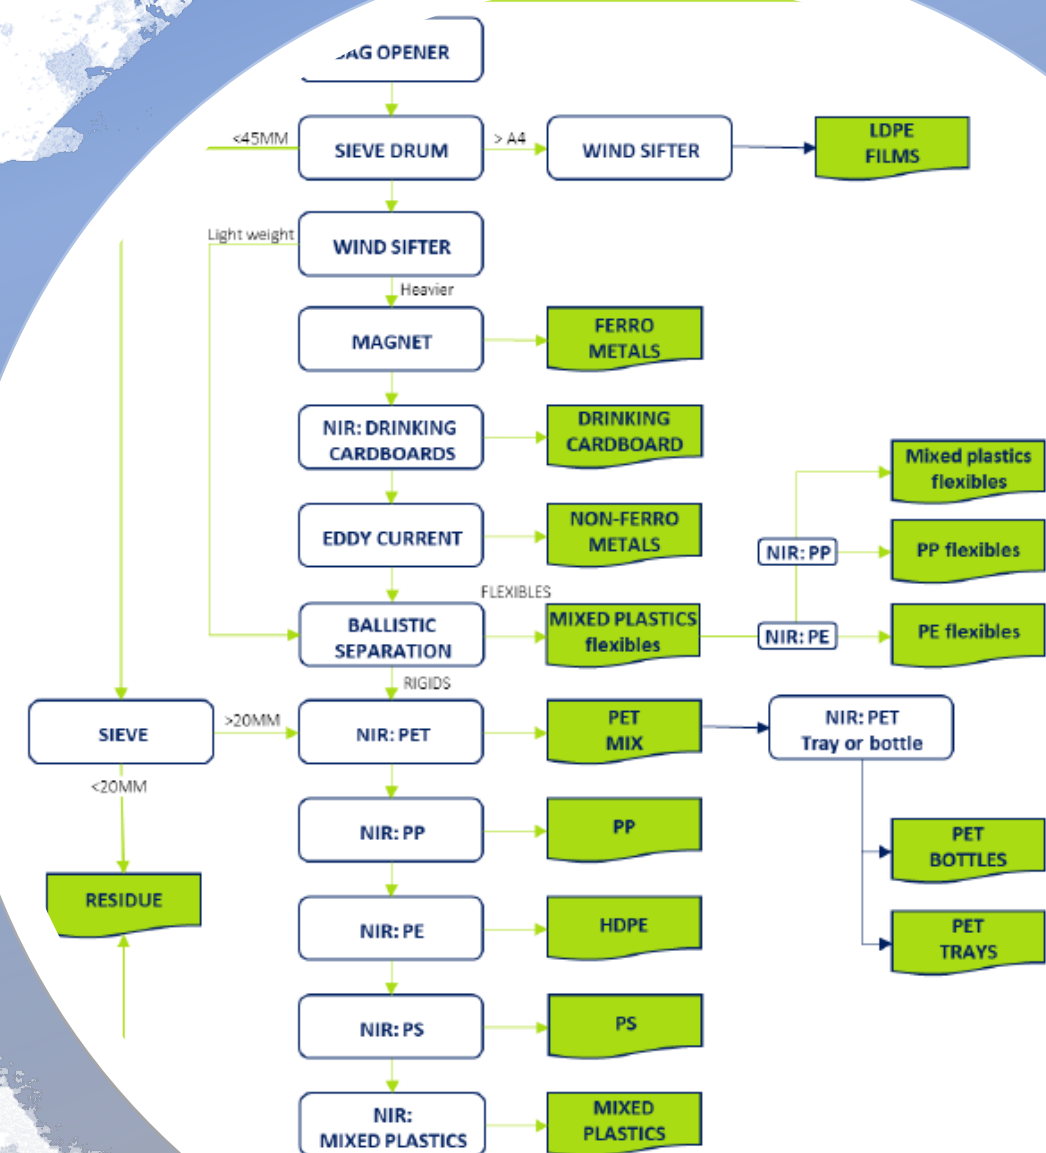 OPENER
<45MM
SIEVE DRUM
> A4
WIND SIFTER
LDPE
FILMS
Light weight
WIND SIFTER
Heavier
MAGNET
FERRO
METALS
NIR: DRINKING
CARDBOARDS
DRINKING
CARDBOARD
Mixed plastics
flexibles
EDDY CURRENT
NON-FERRO
METALS
NIR: PP
PP flexibles
FLEXIBLES
BALLISTIC
SEPARATION
MIXED PLASTICS
flexibles
NIR: PE
PE flexibles
RIGIDS
SIEVE
>20MM
NIR: PET
PET
MIX
NIR: PET
Tray or bottle
<20MM
NIR: PP
PP
PET
BOTTLES
RESIDUE
NIR: PE
HDPE
PET
TRAYS
NIR: PS
PS
NIR:
MIXED PLASTICS
MIXED
PLASTICS